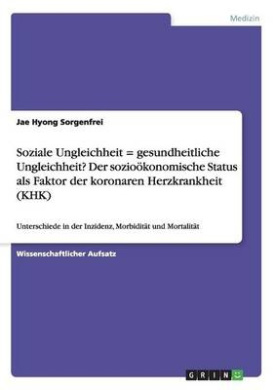 Medizin
Jae Hyong Sorgenfrei
Soziale Ungleichheit = gesundheitliche
Ungleichheit? Der sozioökonomische Status
als Faktor der koronaren Herzkrankheit
(KHK)
Unterschiede in der Inzidenz, Morbidität und Mortalität
Wissenschaftlicher Aufsatz
GRIN